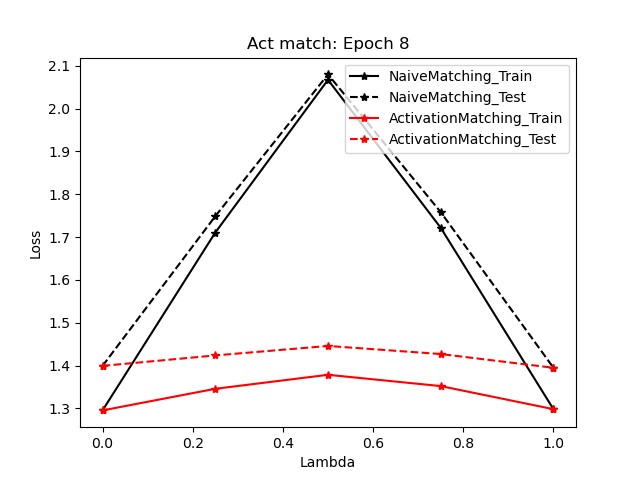 Act match: Epoch 8
NaiveMatching_Train
NaiveMatching_Test
ActivationMatching_Train
ActivationMatching_Test
Loss
2.1
2.0
1.9
1.8
1.7
1.6
1.5
1.4
1.3
0.0 0.2 0.4 0.6 0.8 1.0
Lambda